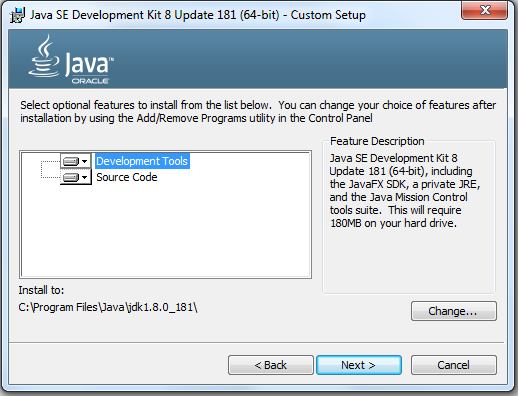 Java SE Development Kit 8 Update 181 (64-bit) - Custom Setup
Java™
ORACLE
Select optional features to install from the list below.  You can change your choice of features after
installation by using the Add/Remove Programs utility in the Control Panel
Development Tools
Source Code
Feature Description
Java SE Development Kit 8
Update 181 (64-bit), including
the JavaFX SDK, a private JRE,
and the Java Mission Control
tools suite.  This will require
180MB on your hard drive.
Install to:
C:\Program Files\Java\jdk1.8.0_181\
Change...
< Back
Next >
Cancel